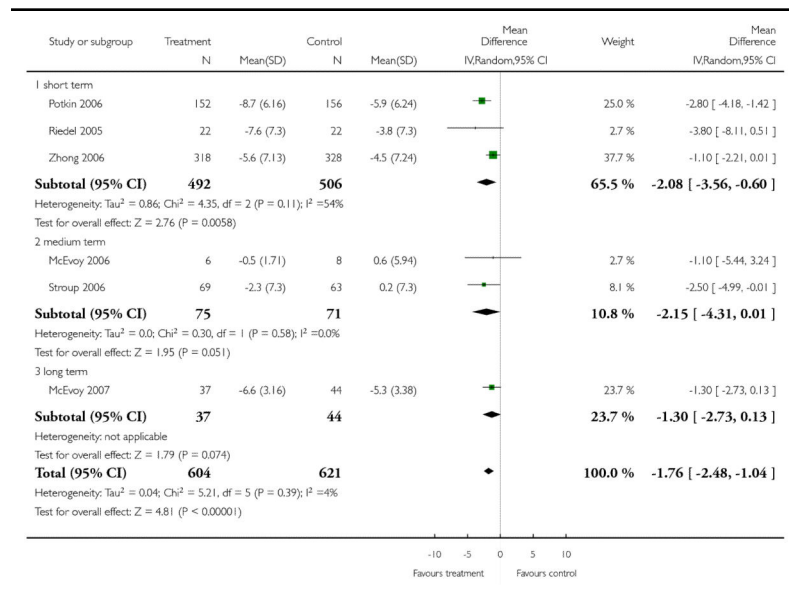 Mean Mean
Study or subgroup Treatment Control Difference Weight Difference
N Mean(SD) N Mean(SD) IV,Random,95% CI IV,Random,95% CI
1 short term
Potkin 2006 152 -8.7 (6.16) 156 -5.9 (6.24) 25.0 % -2.80 [ -4.18, -1.42 ]
Riedel 2005 22 -7.6 (7.3) 22 -3.8 (7.3) 2.7 % -3.80 [ -8.11, 0.51 ]
Zhong 2006 318 -5.6 (7.13) 328 -4.5 (7.24) 37.7 % -1.10 [ -2.21, 0.01 ]
Subtotal (95% CI) 492 600 65.5 % -2.08 [ -3.56, -0.60 ]
Heterogeneity: Tau² = 0.86; Chi² = 4.35, df = 2 (P = 0.11); I² =54%
Test for overall effect: Z = 2.76 (P = 0.0058)
2 medium term
McEvoy 2006 6 -0.5 (1.71) 8 0.6 (5.94) 2.7 % -1.10 [ -5.44, 3.24 ]
Stroup 2006 69 -2.3 (7.3) 63 0.2 (7.3) 8.1 % -2.50 [ -4.99, -0.01 ]
Subtotal (95% CI) 75 71 10.8 % -2.15 [ -4.31, 0.01 ]
Heterogeneity: Tau² = 0.0; Chi² = 0.30, df = 1 (P = 0.58); I² =0.0%
Test for overall effect: Z = 1.95 (P = 0.051)
3 long term
McEvoy 2007 37 -6.6 (3.16) 44 -5.3 (3.38) 23.7 % -1.30 [ -2.73, 0.13 ]
Subtotal (95% CI) 37 44 23.7 % -1.30 [ -2.73, 0.13 ]
Heterogeneity: not applicable
Test for overall effect: Z = 1.79 (P = 0.074)
Total (95% CI) 604 621 100.0 % -1.76 [ -2.48, -1.04 ]
Heterogeneity: Tau² = 0.04; Chi² = 5.21, df = 5 (P = 0.39); I² =4%
Test for overall effect: Z = 4.81 (P < 0.00001)
-10 -5 0 5 10
Favours treatment Favours control